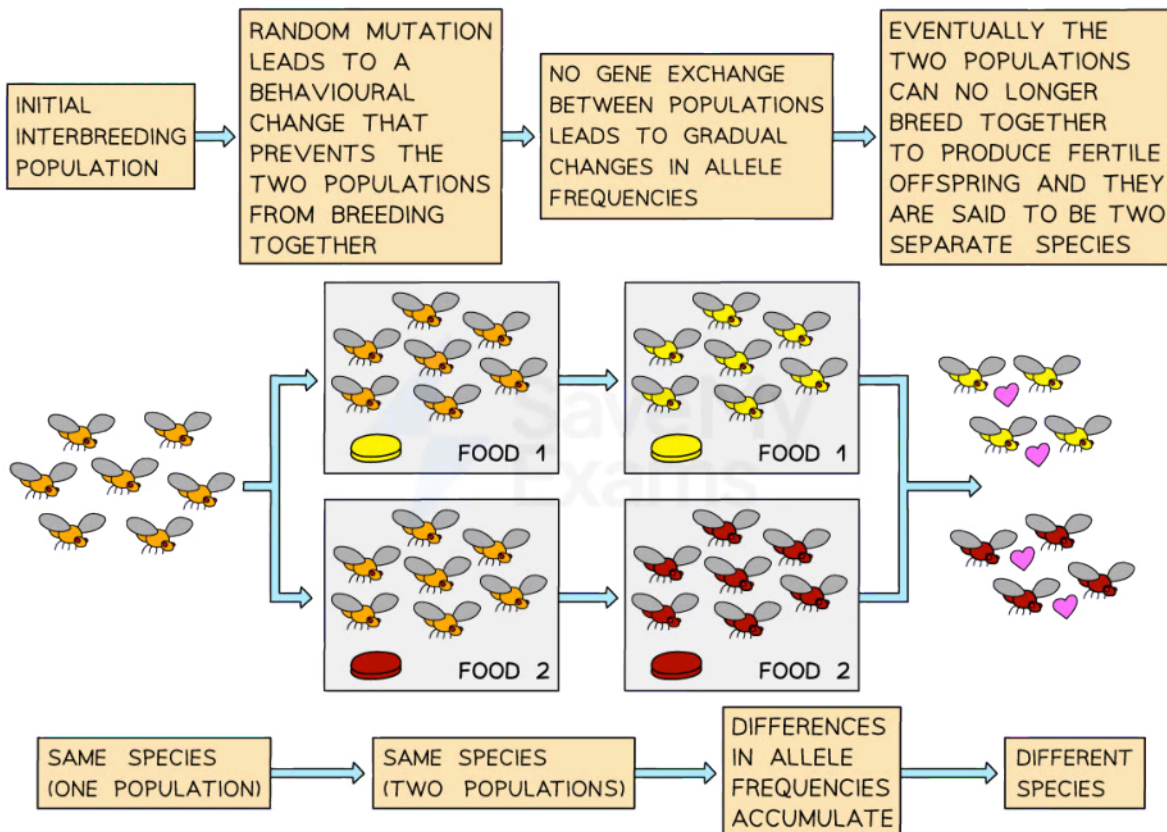 INITIAL
INTERBREEDING
POPULATION
RANDOM MUTATION
LEADS TO A
BEHAVIOURAL
CHANGE THAT
PREVENTS THE
TWO POPULATIONS
FROM BREEDING
TOGETHER
NO GENE EXCHANGE
BETWEEN POPULATIONS
LEADS TO GRADUAL
CHANGES IN ALLELE
FREQUENCIES
EVENTUALLY THE
TWO POPULATIONS
CAN NO LONGER
BREED TOGETHER
TO PRODUCE FERTILE
OFFSPRING AND THEY
ARE SAID TO BE TWO
SEPARATE SPECIES
FOOD 1
FOOD 1
SaveMy
Exams
FOOD 2
FOOD 2
SAME SPECIES
(ONE POPULATION)
SAME SPECIES
(TWO POPULATIONS)
DIFFERENCES
IN ALLELE
FREQUENCIES
ACCUMULATE
DIFFERENT
SPECIES